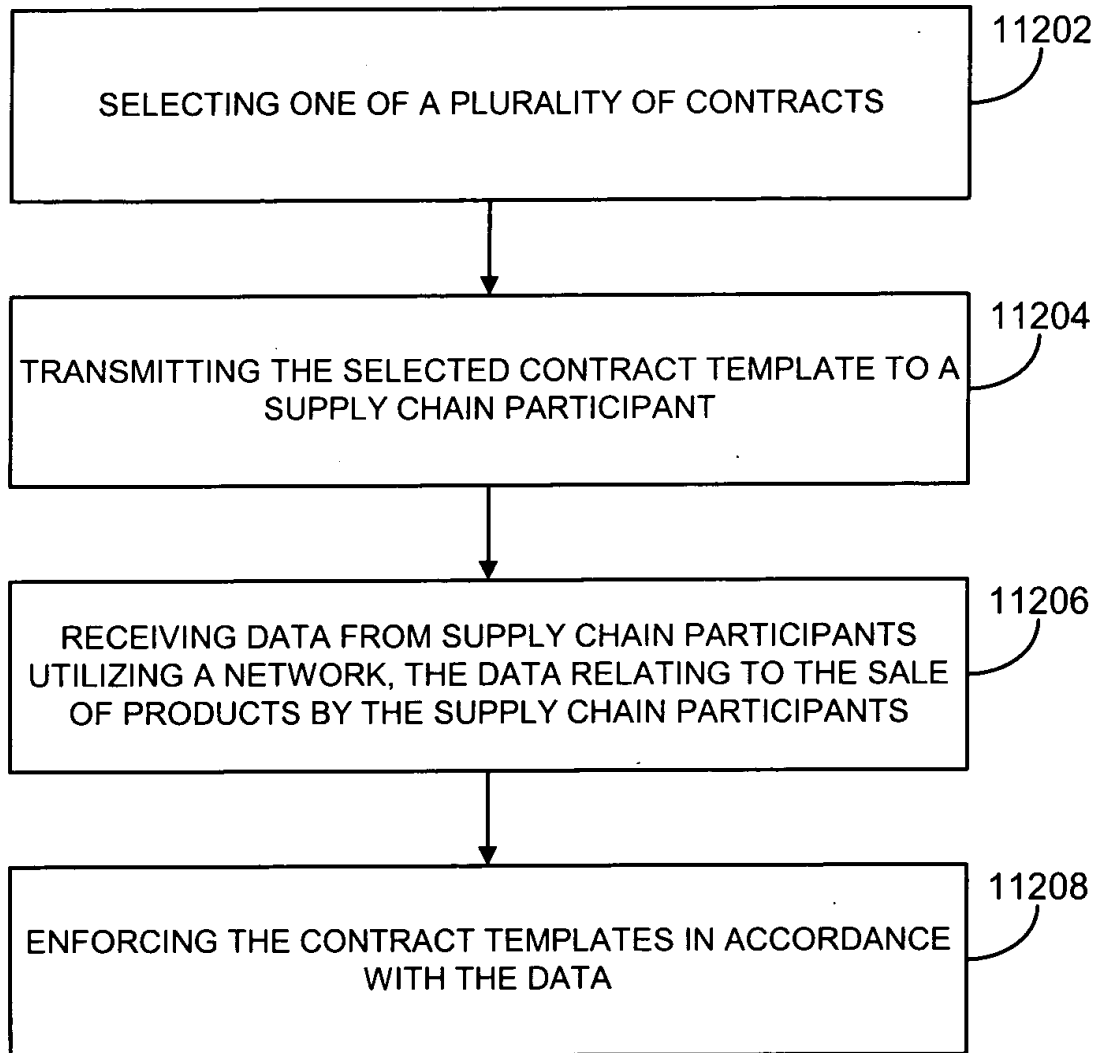 11202
SELECTING ONE OF A PLURALITY OF CONTRACTS
11204
TRANSMITTING THE SELECTED CONTRACT TEMPLATE TO A
SUPPLY CHAIN PARTICIPANT
11206
RECEIVING DATA FROM SUPPLY CHAIN PARTICIPANTS
UTILIZING A NETWORK, THE DATA RELATING TO THE SALE
OF PRODUCTS BY THE SUPPLY CHAIN PARTICIPANTS
11208
ENFORCING THE CONTRACT TEMPLATES IN ACCORDANCE
WITH THE DATA